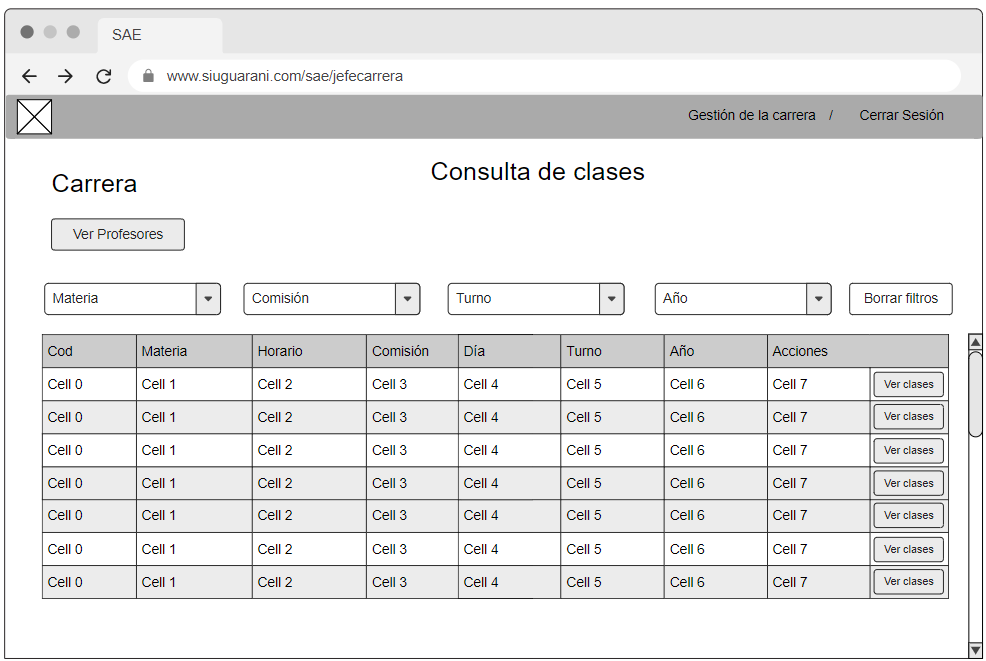 SAE
www.siuguarani.com/sae/jefecarrera
Gestión de la carrera / Cerrar Sesión
Consulta de clases
Carrera
Ver Profesores
Materia Comisión Turno Año Borrar filtros
Cod Materia Horario Comisión Día Turno Año Acciones
Cell 0 Cell 1 Cell 2 Cell 3 Cell 4 Cell 5 Cell 6 Cell 7 Ver clases
Cell 0 Cell 1 Cell 2 Cell 3 Cell 4 Cell 5 Cell 6 Cell 7 Ver clases
Cell 0 Cell 1 Cell 2 Cell 3 Cell 4 Cell 5 Cell 6 Cell 7 Ver clases
Cell 0 Cell 1 Cell 2 Cell 3 Cell 4 Cell 5 Cell 6 Cell 7 Ver clases
Cell 0 Cell 1 Cell 2 Cell 3 Cell 4 Cell 5 Cell 6 Cell 7 Ver clases
Cell 0 Cell 1 Cell 2 Cell 3 Cell 4 Cell 5 Cell 6 Cell 7 Ver clases
Cell 0 Cell 1 Cell 2 Cell 3 Cell 4 Cell 5 Cell 6 Cell 7 Ver clases